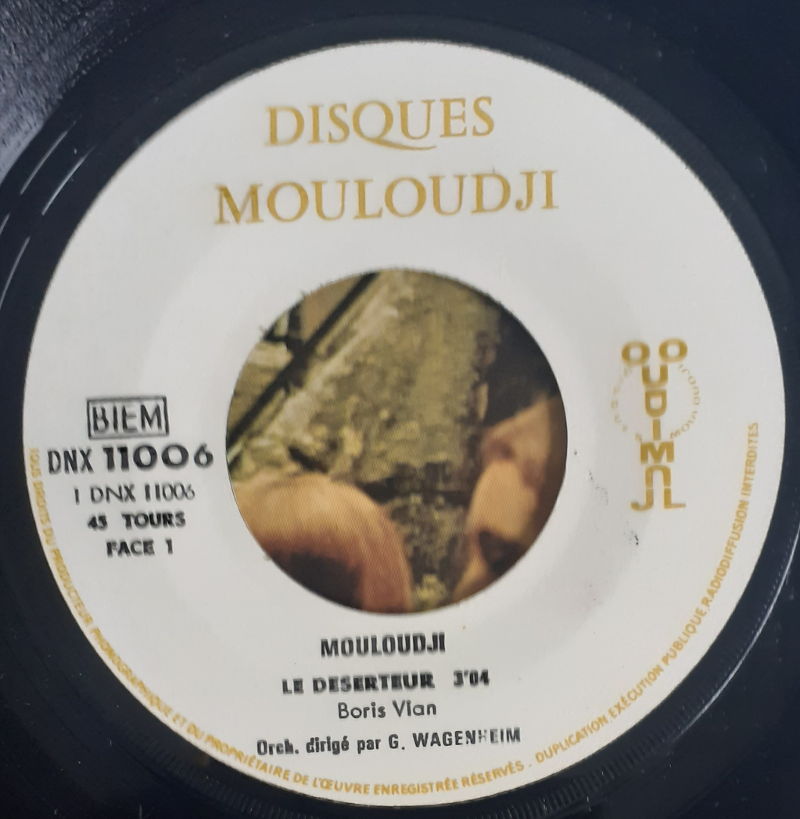 DISQUES
MOULOUDJI
BIEM
DNX 11006
1 DNX 11006
45 TOURS
FACE 1
MOULOUDJI
LE DESERTEUR 3'04
Boris Vian
Orch. dirigé par G. WAGENHEIM
TOUS DROITS DU PRODUCTEUR PHONOGRAPHIQUE ET DU PROPRIÉTAIRE DE L'ŒUVRE ENREGISTRÉE RÉSERVÉS - DUPLICATION EXÉCUTION PUBLIQUE RADIODIFFUSION INTERDITES